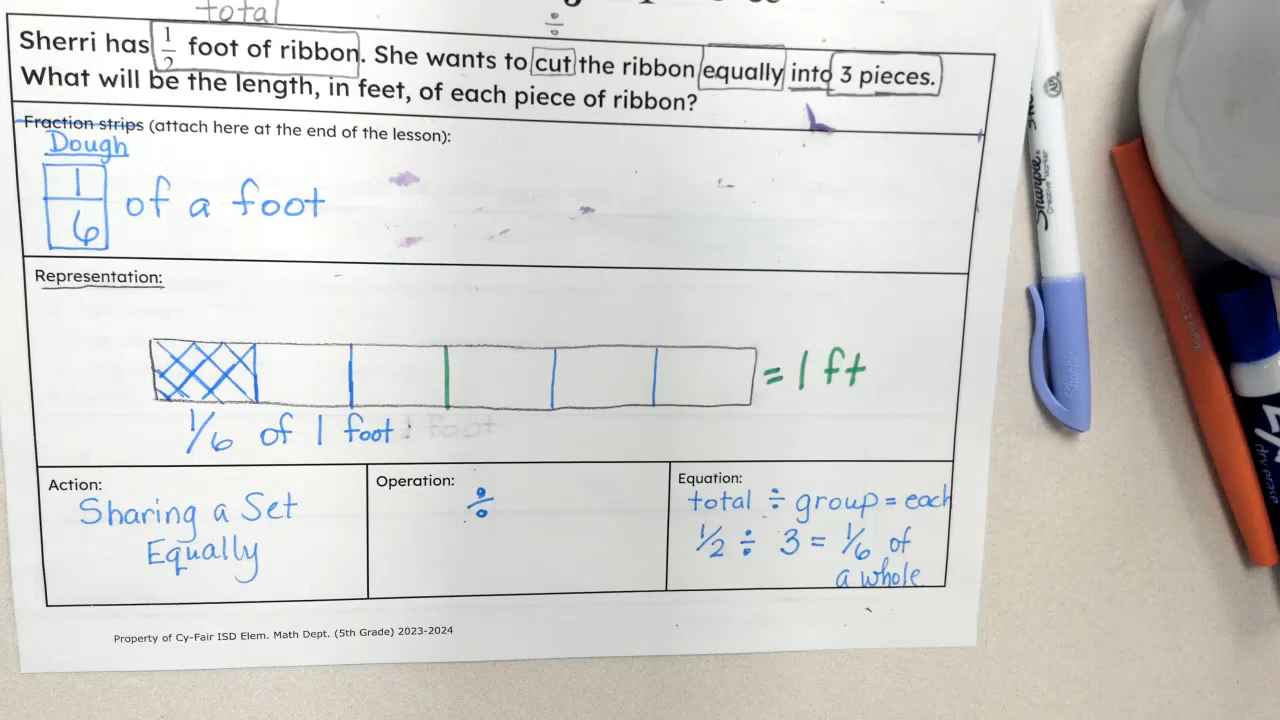 total
÷
Sherri has 1/2 foot of ribbon. She wants to cut the ribbon equally into 3 pieces.
What will be the length, in feet, of each piece of ribbon?
Fraction strips (attach here at the end of the lesson):
Dough
1/6 of a foot
Representation:
= 1 ft
1/6 of 1 foot
Action:
Sharing a Set
Equally
Operation:
÷
Equation:
total ÷ group = each
1/2 ÷ 3 = 1/6 of
a whole
Property of Cy-Fair ISD Elem. Math Dept. (5th Grade) 2023-2024
Sharpie
Sharpie